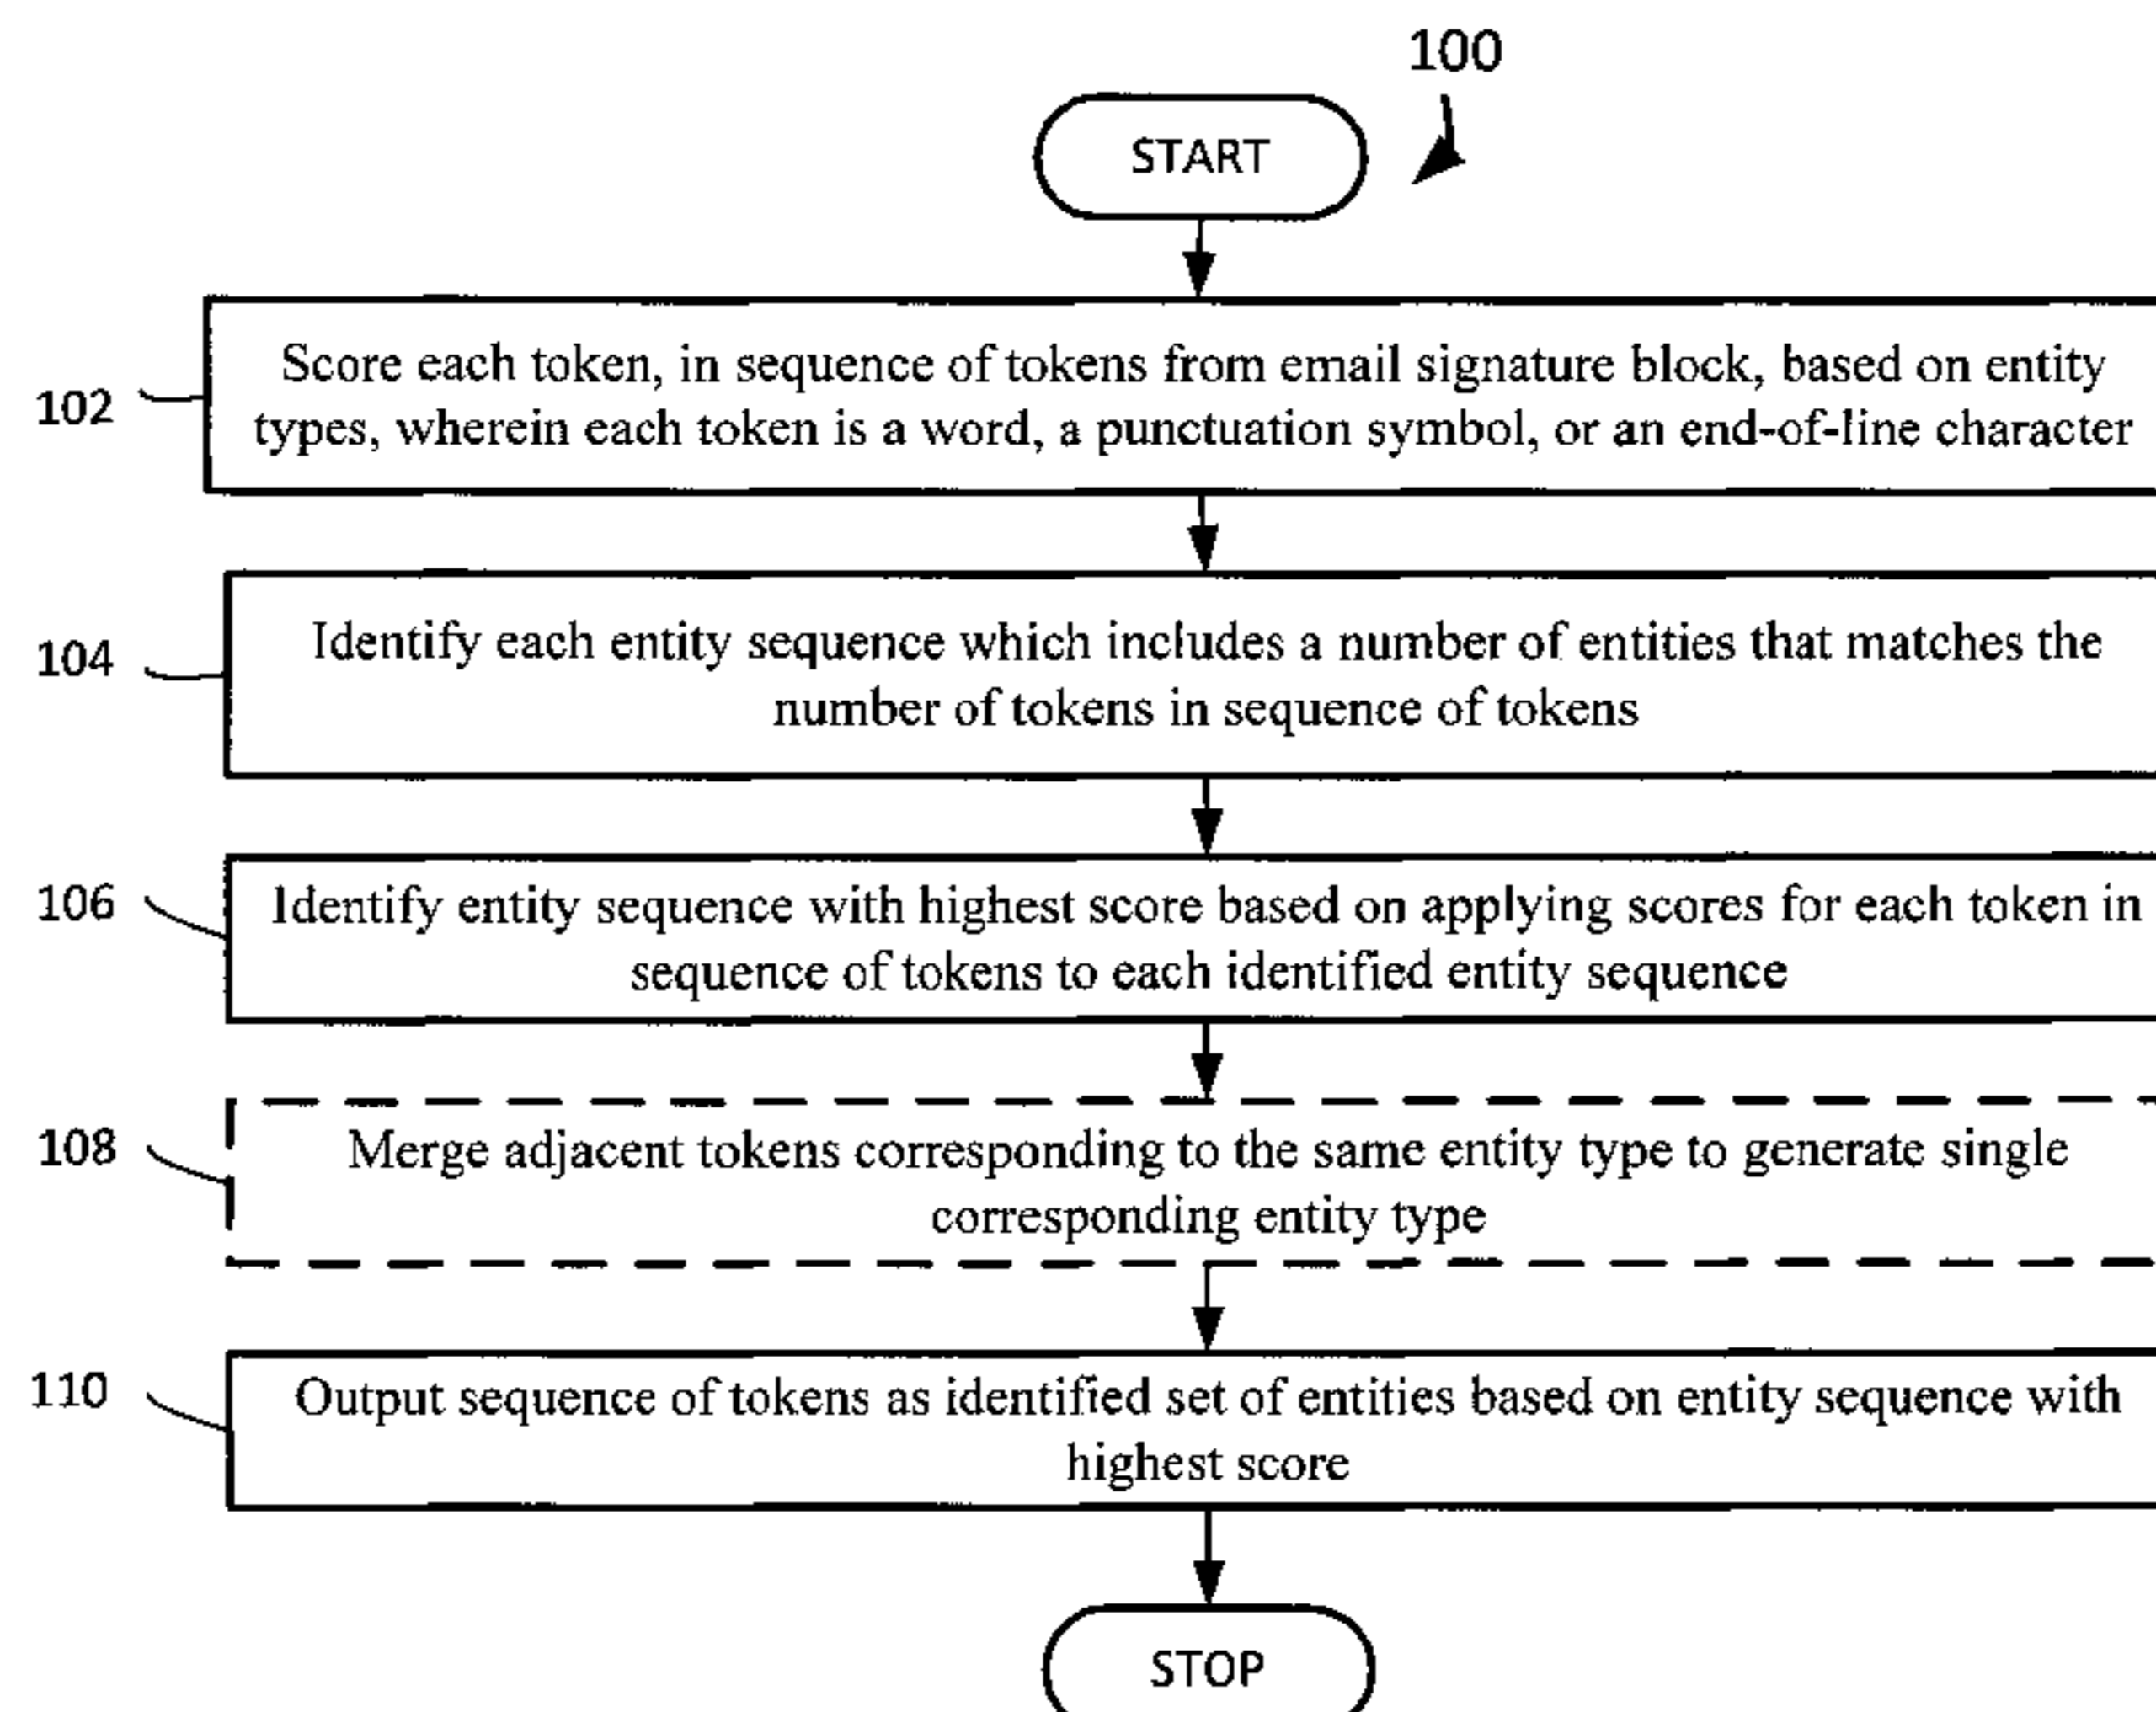 100
START
102
Score each token, in sequence of tokens from email signature block, based on entity
types, wherein each token is a word, a punctuation symbol, or an end-of-line character
104
Identify each entity sequence which includes a number of entities that matches the
number of tokens in sequence of tokens
106
Identify entity sequence with highest score based on applying scores for each token in
sequence of tokens to each identified entity sequence
108
Merge adjacent tokens corresponding to the same entity type to generate single
corresponding entity type
110
Output sequence of tokens as identified set of entities based on entity sequence with
highest score
STOP